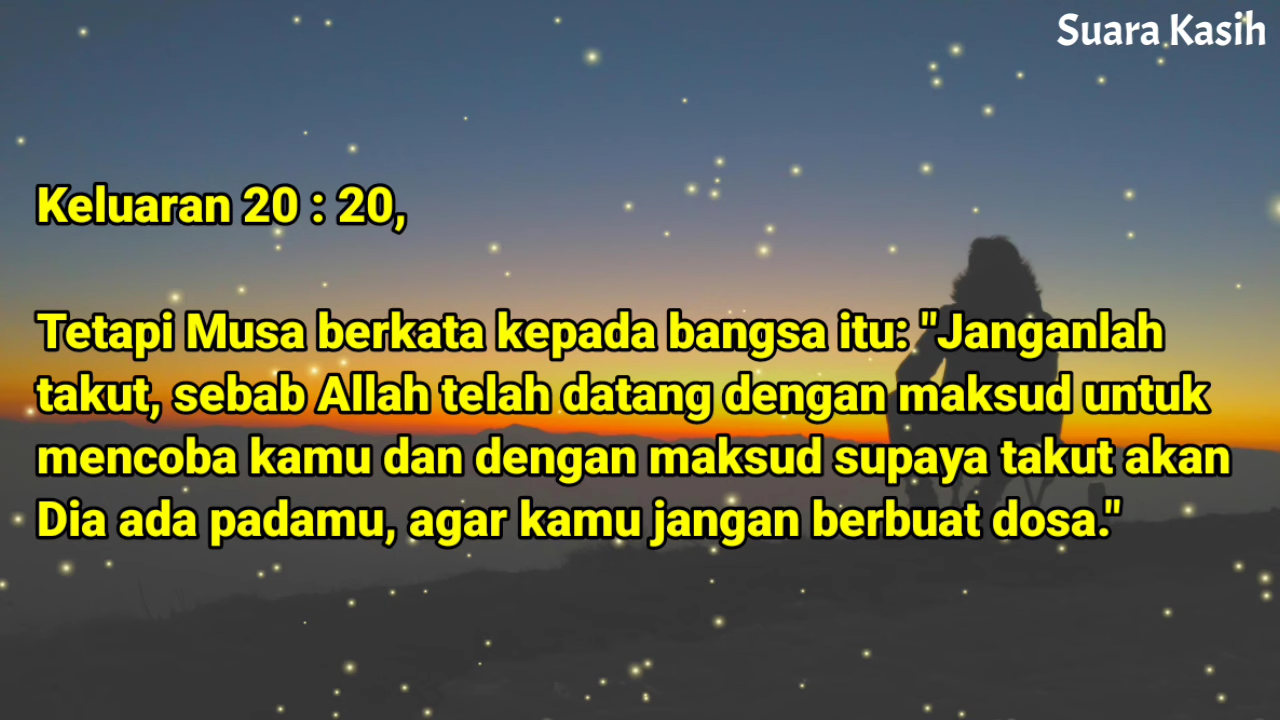 Suara Kasih
Keluaran 20 : 20,
Tetapi Musa berkata kepada bangsa itu: "Janganlah
takut, sebab Allah telah datang dengan maksud untuk
mencoba kamu dan dengan maksud supaya takut akan
Dia ada padamu, agar kamu jangan berbuat dosa."